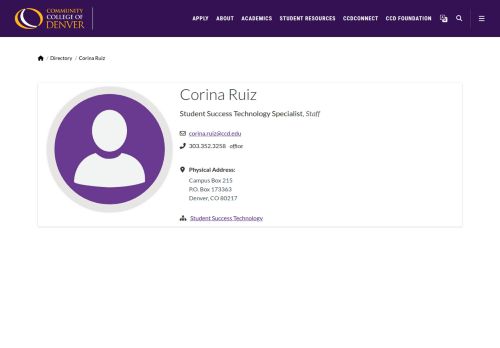 COMMUNITY
COLLEGE OF
DENVER
APPLY ABOUT ACADEMICS STUDENT RESOURCES CCDCONNECT CCD FOUNDATION
/ Directory / Corina Ruiz
Corina Ruiz
Student Success Technology Specialist, Staff
corina.ruiz@ccd.edu
303.352.3258 office
Physical Address:
Campus Box 215
P.O. Box 173363
Denver, CO 80217
Student Success Technology